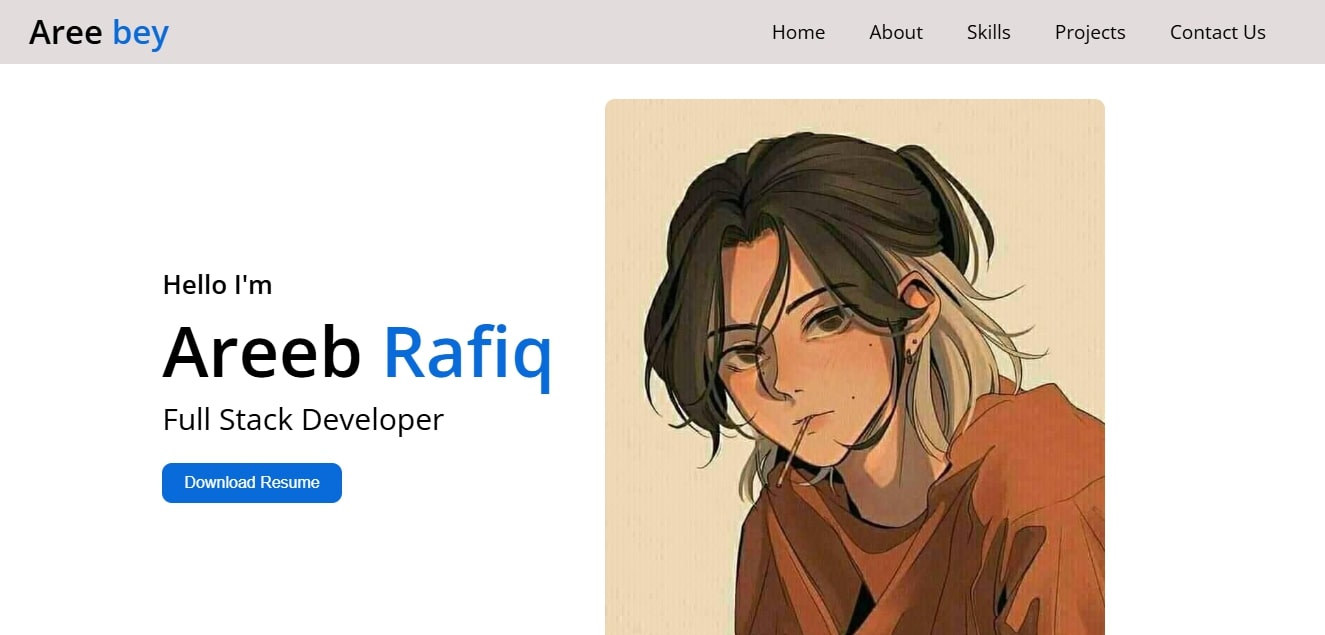 Aree bey
Home About Skills Projects Contact Us
Hello I'm
Areeb Rafiq
Full Stack Developer
Download Resume